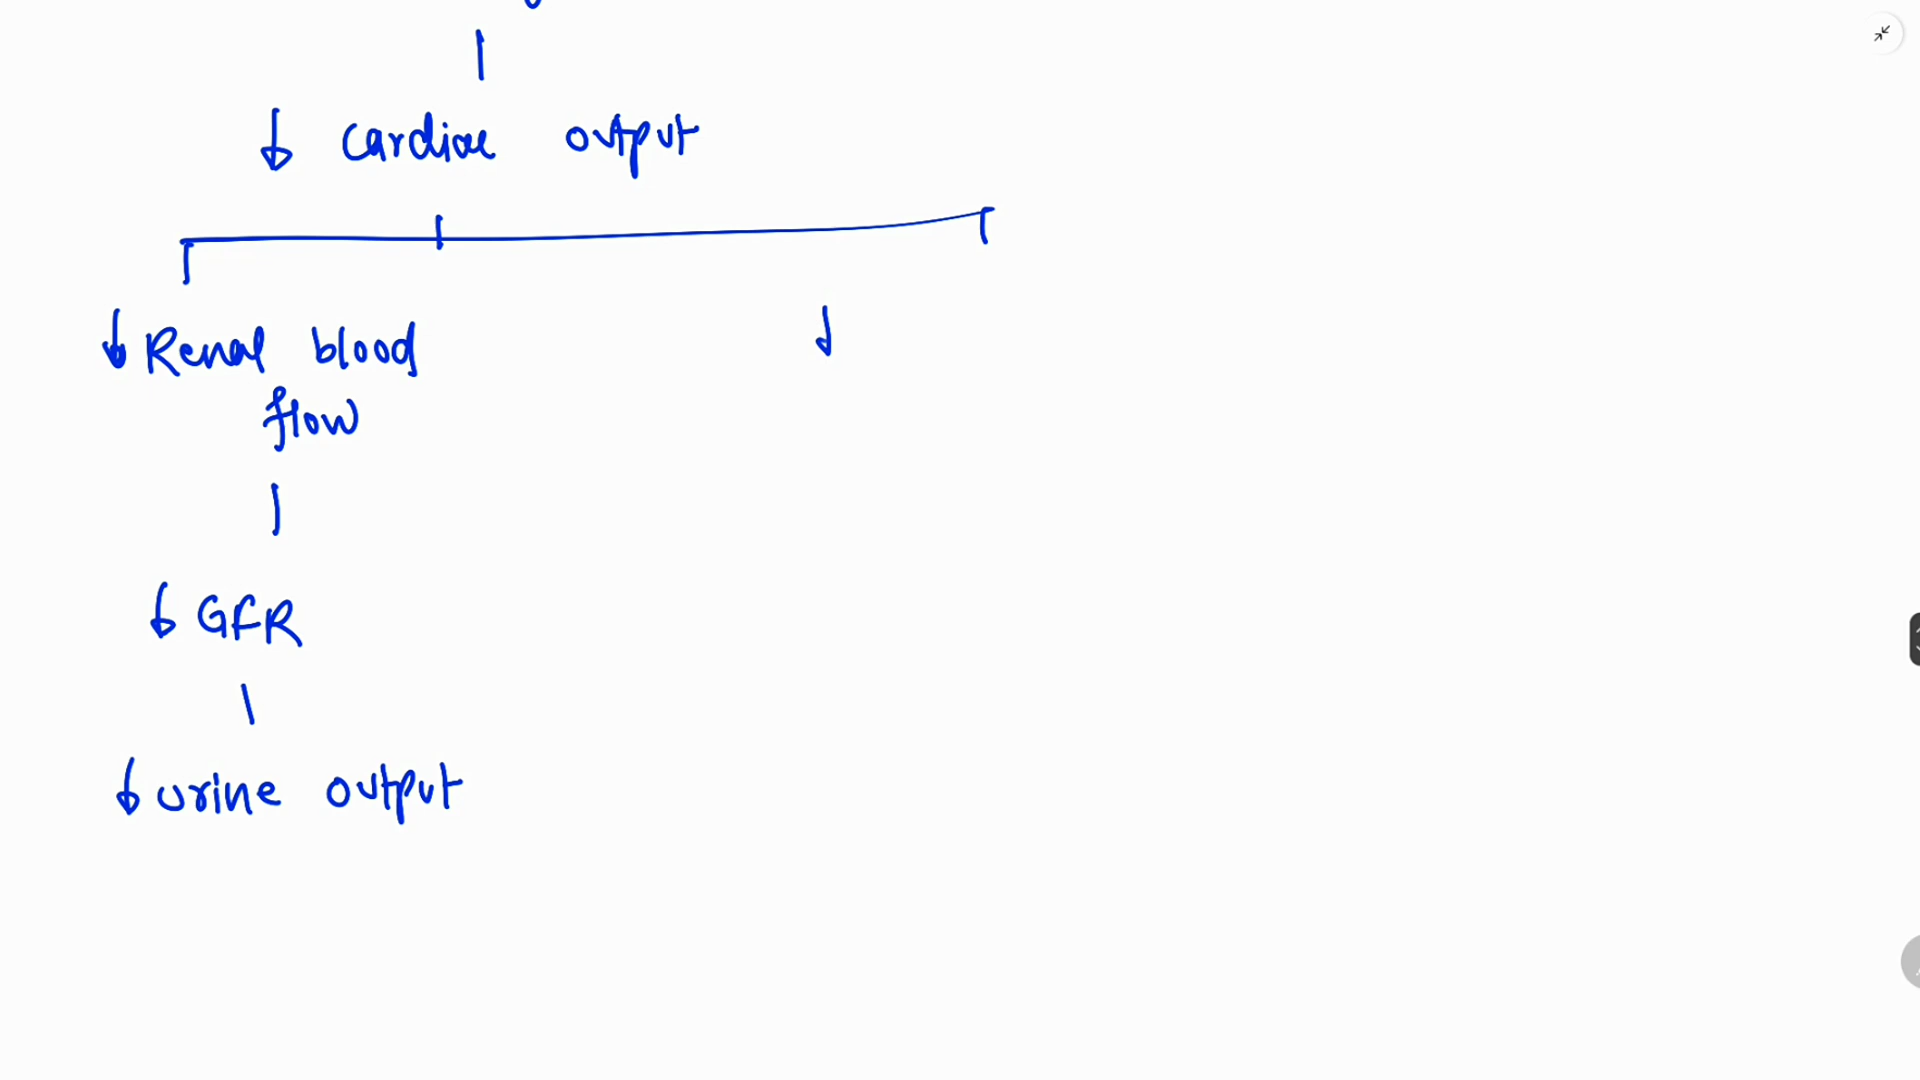 ↓ Cardiac output
↓ Renal blood
flow
↓
↓ GFR
↓ urine output